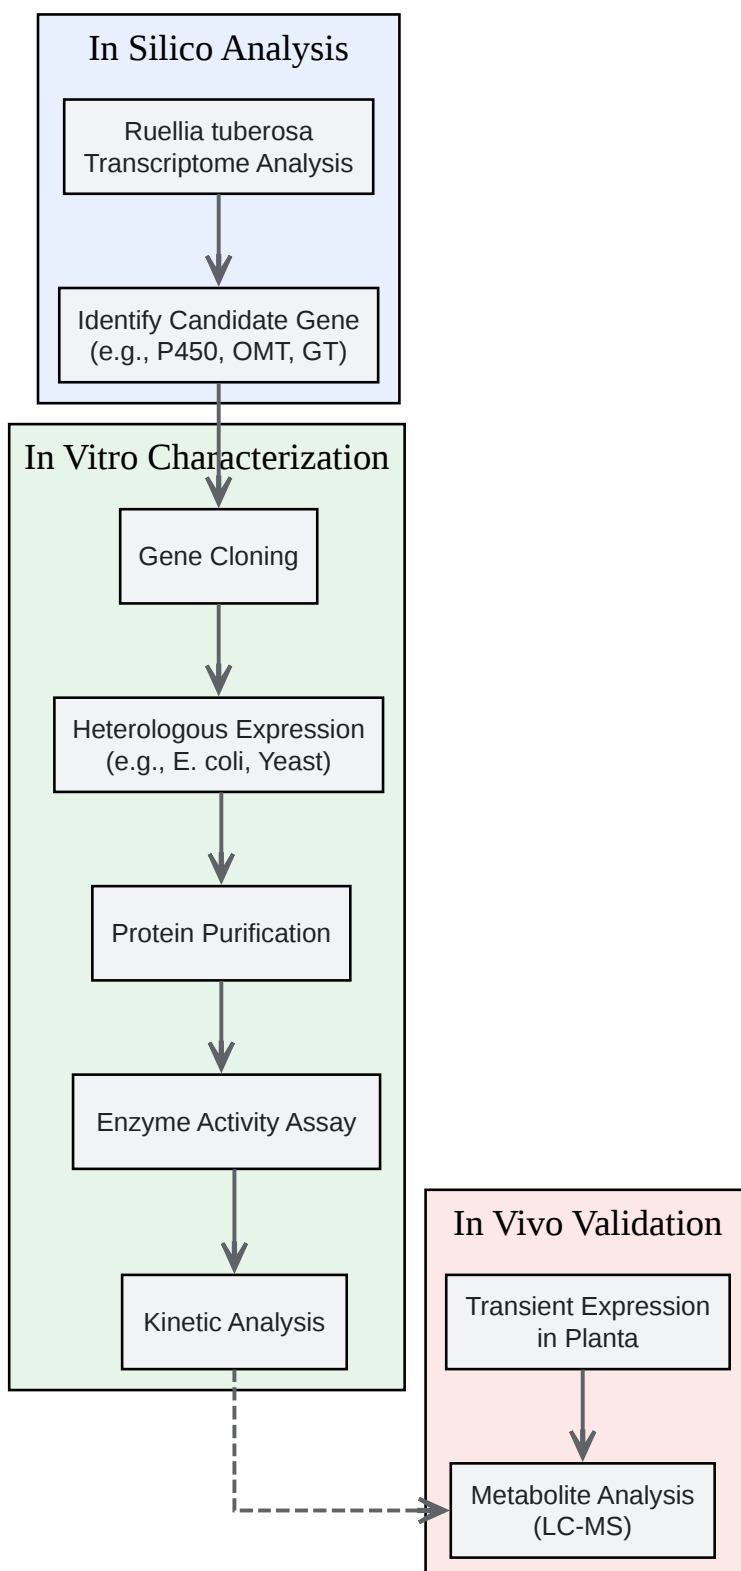 In Silico Analysis
Ruellia tuberosa
Transcriptome Analysis
Identify Candidate Gene
(e.g., P450, OMT, GT)
In Vitro Characterization
Gene Cloning
Heterologous Expression
(e.g., E. coli, Yeast)
Protein Purification
Enzyme Activity Assay
Kinetic Analysis
In Vivo Validation
Transient Expression
in Planta
Metabolite Analysis
(LC-MS)